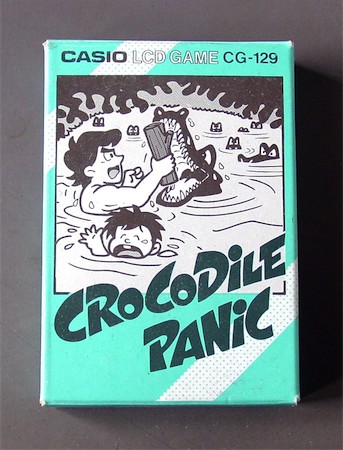 CASIO LCD GAME CG-129
CROCODILE
PANIC